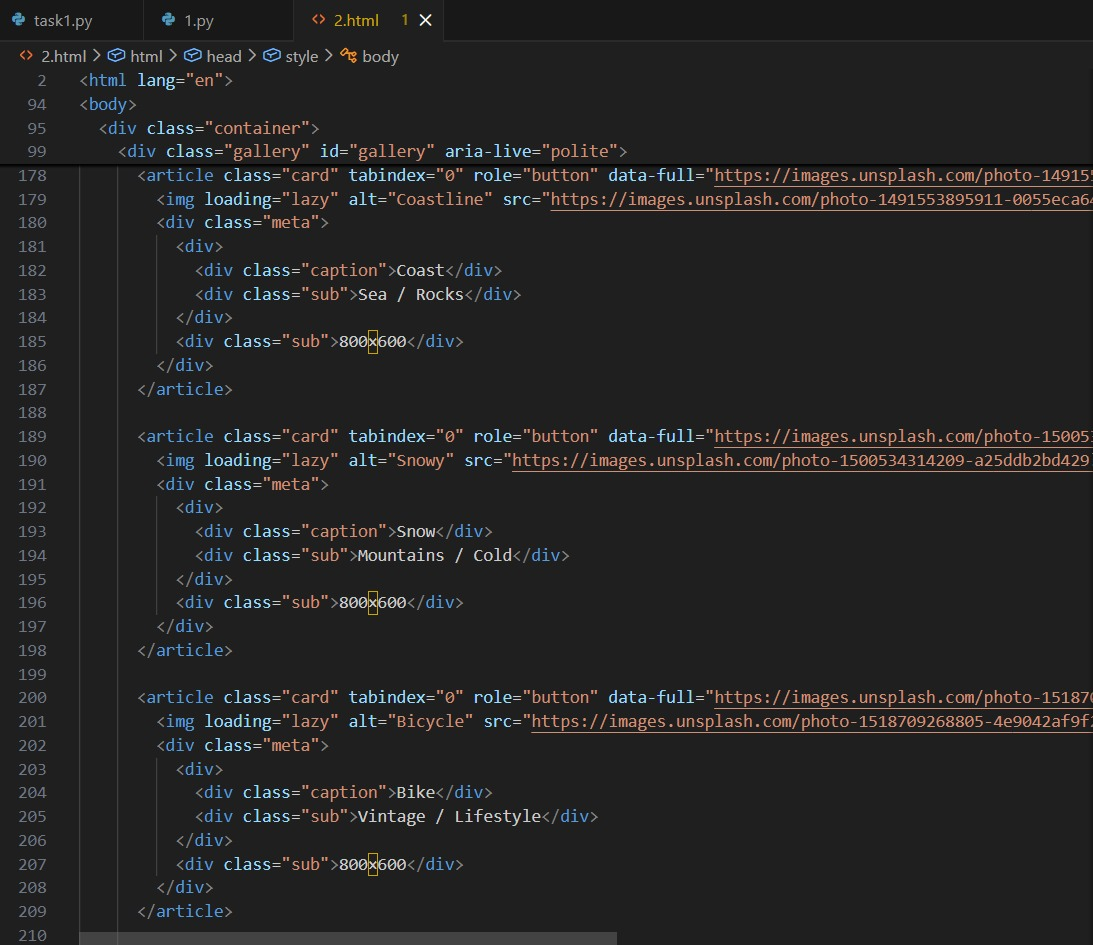 task1.py 1.py 2.html 1
2.html > html > head > style > body
2 <html lang="en">
94 <body>
95 <div class="container">
99 <div class="gallery" id="gallery" aria-live="polite">
178 <article class="card" tabindex="0" role="button" data-full="https://images.unsplash.com/photo-14915
179 <img loading="lazy" alt="Coastline" src="https://images.unsplash.com/photo-1491553895911-0055eca64
180 <div class="meta">
181 <div>
182 <div class="caption">Coast</div>
183 <div class="sub">Sea / Rocks</div>
184 </div>
185 <div class="sub">800×600</div>
186 </div>
187 </article>
188
189 <article class="card" tabindex="0" role="button" data-full="https://images.unsplash.com/photo-15005
190 <img loading="lazy" alt="Snowy" src="https://images.unsplash.com/photo-1500534314209-a25ddb2bd429
191 <div class="meta">
192 <div>
193 <div class="caption">Snow</div>
194 <div class="sub">Mountains / Cold</div>
195 </div>
196 <div class="sub">800×600</div>
197 </div>
198 </article>
199
200 <article class="card" tabindex="0" role="button" data-full="https://images.unsplash.com/photo-15187
201 <img loading="lazy" alt="Bicycle" src="https://images.unsplash.com/photo-1518709268805-4e9042af9f2
202 <div class="meta">
203 <div>
204 <div class="caption">Bike</div>
205 <div class="sub">Vintage / Lifestyle</div>
206 </div>
207 <div class="sub">800×600</div>
208 </div>
209 </article>
210